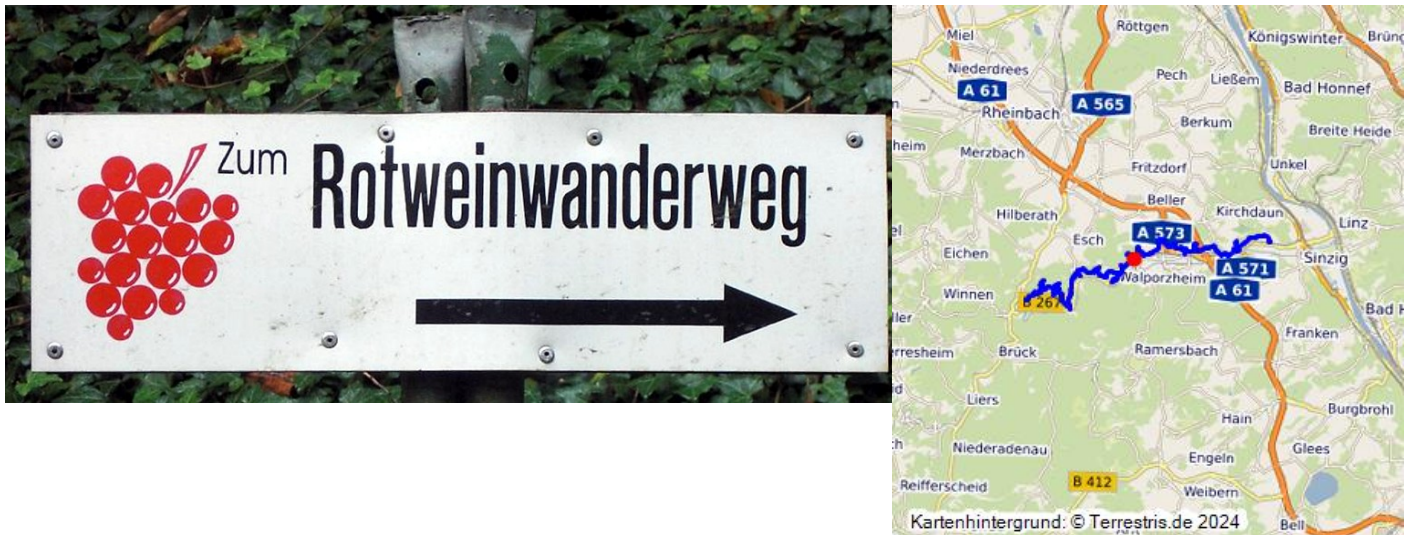 Zum
Rotweinwanderweg
Röttgen
Miel
Königswinter
Niederdrees
Pech
Ließem
A 61
Bad Honnef
A 565
Rheinbach
Berkum
Breite Heide
heim
Merzbach
Fritzdorf
Unkel
Beller
Hilberath
Kirchdaun
Linz
A 573
Esch
Eichen
Sinzig
A 571
Walporzheim
A 61
Winnen
B 267
Bad H
ller
Franken
rresheim
Brück
Ramersbach
Liers
Burgbrohl
Hain
Niederadenau
Glees
Engeln
B 412
Reifferscheid
Weibern
Bell
Kartenhintergrund: © Terrestris.de 2024